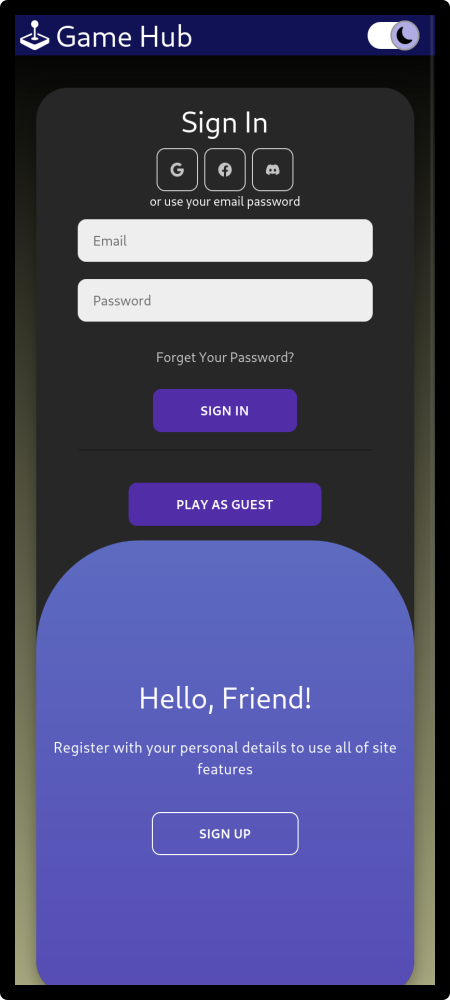 Game Hub
Sign In
or use your email password
Email
Password
Forget Your Password?
SIGN IN
PLAY AS GUEST
Hello, Friend!
Register with your personal details to use all of site
features
SIGN UP